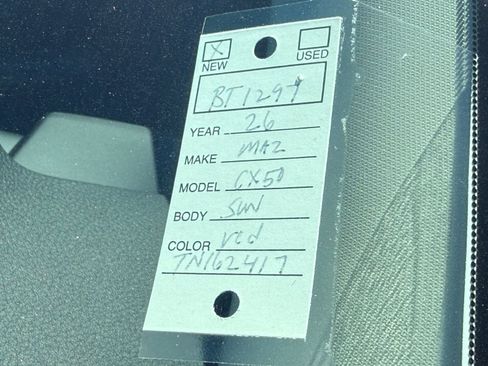 X
NEW USED
BT1297
YEAR 26
MAKE MAZ
MODEL CX50
BODY SUV
COLOR red
TN162417